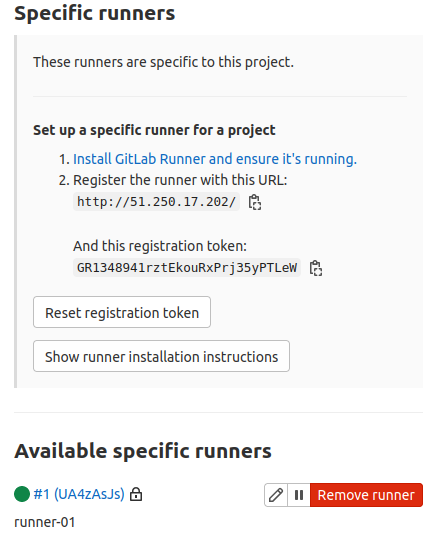 Specific runners
These runners are specific to this project.
Set up a specific runner for a project
1. Install GitLab Runner and ensure it's running.
2. Register the runner with this URL:
http://51.250.17.202/
And this registration token:
GR1348941rztEkouRxPrj35yPTLeW
Reset registration token
Show runner installation instructions
Available specific runners
#1 (UA4zAsJs)
Remove runner
runner-01